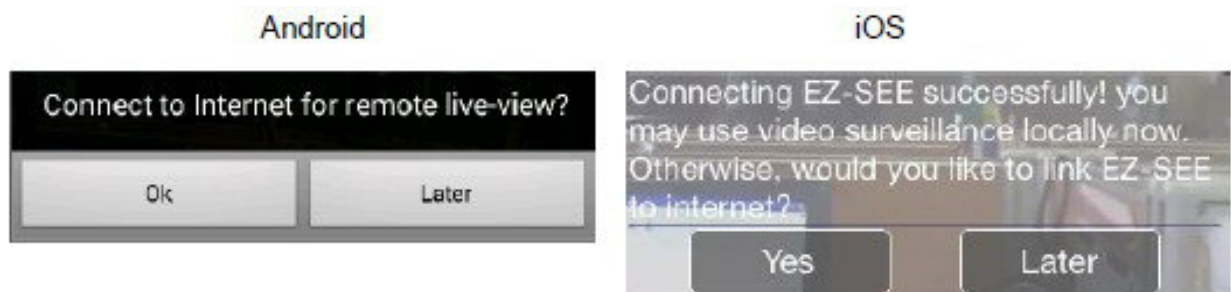 Android
Connect to Internet for remote live-view?
Ok
Later
iOS
Connecting EZ-SEE successfully! you
may use video surveillance locally now.
Otherwise, would you like to link EZ-SEE
to internet?
Yes
Later